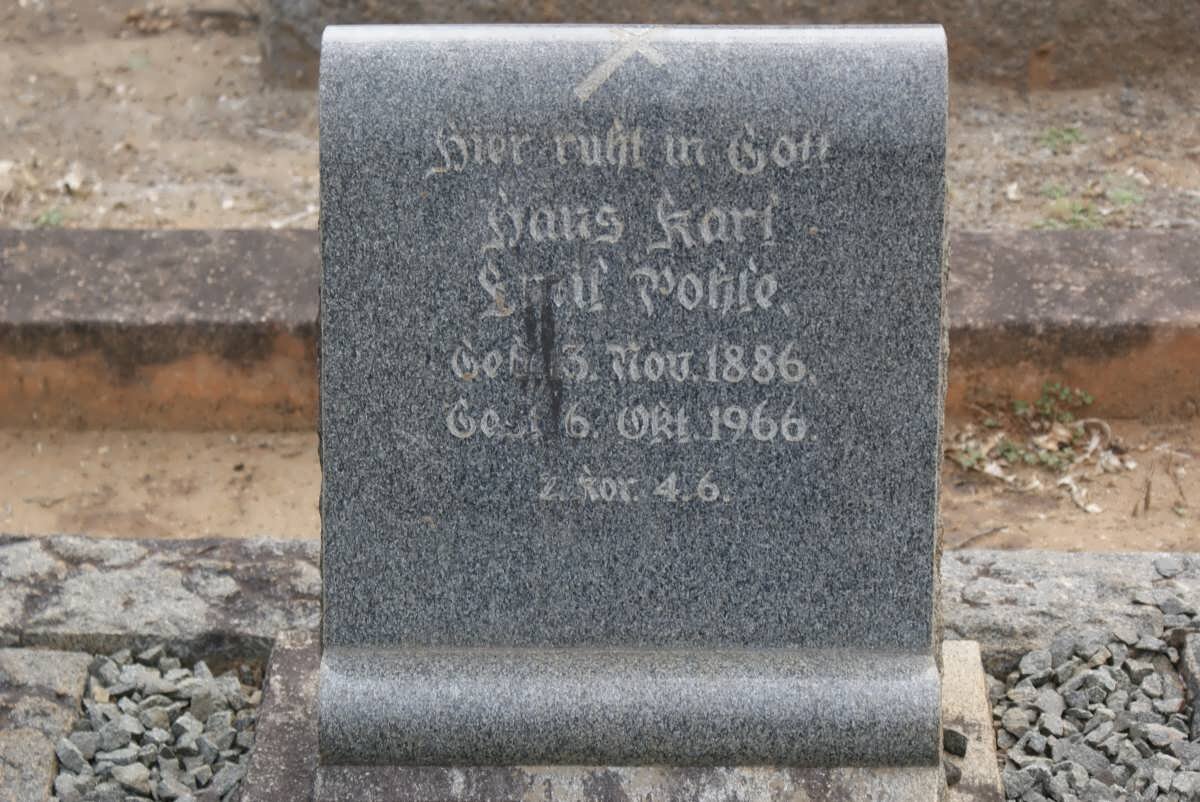 Hier ruht in Gott
Hans Karl
Emil Pohle,
Geb. 3. Nov. 1886.
Gest. 6. Okt. 1966.
2. Kor. 4.6.